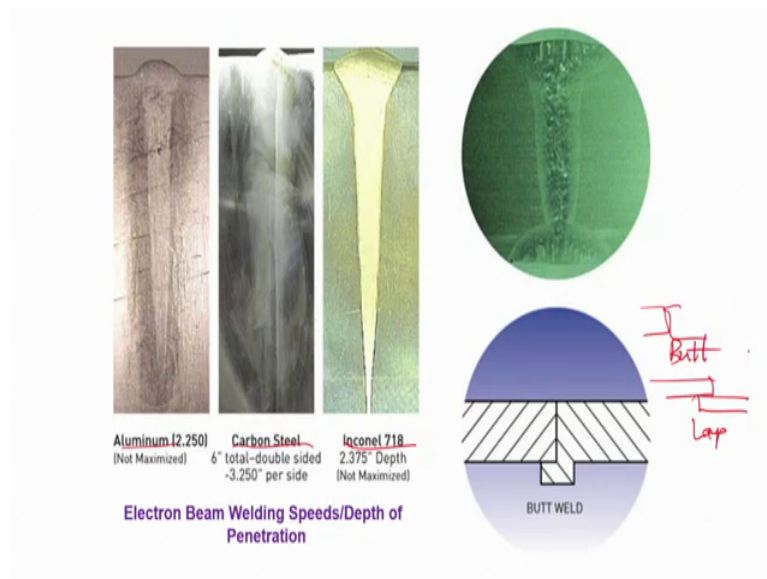 Aluminum (2.250)
(Not Maximized)
Carbon Steel
6" total-double sided
-3.250" per side
Inconel 718
2.375" Depth
(Not Maximized)
Electron Beam Welding Speeds/Depth of
Penetration
Butt
Lap
BUTT WELD